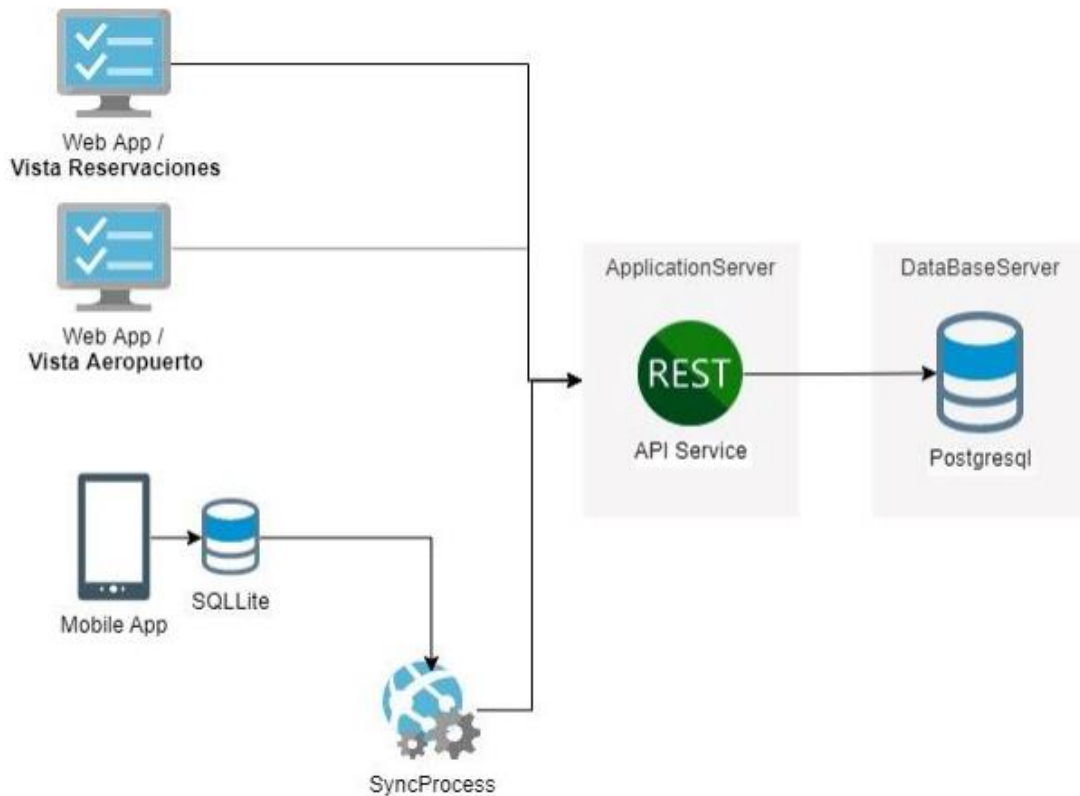 Web App /
Vista Reservaciones
Web App /
Vista Aeropuerto
ApplicationServer
REST
API Service
DataBaseServer
Postgresql
Mobile App
SQLLite
SyncProcess